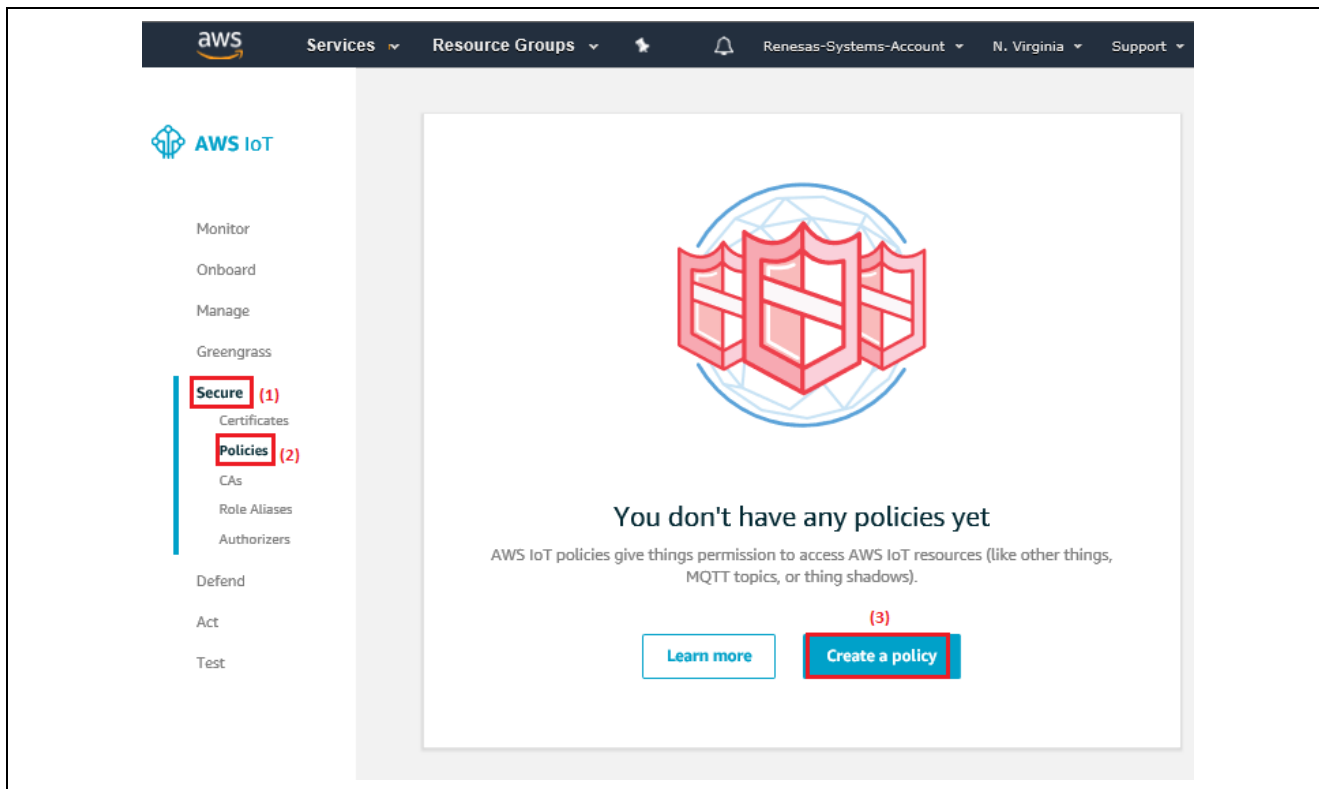 aws Services Resource Groups Renesas-Systems-Account N. Virginia Support
AWS IoT
Monitor
Onboard
Manage
Greengrass
Secure (1)
Certificates
Policies (2)
CAs
Role Aliases
Authorizers
Defend
Act
Test
You don't have any policies yet
AWS IoT policies give things permission to access AWS IoT resources (like other things,
MQTT topics, or thing shadows).
(3)
Learn more Create a policy